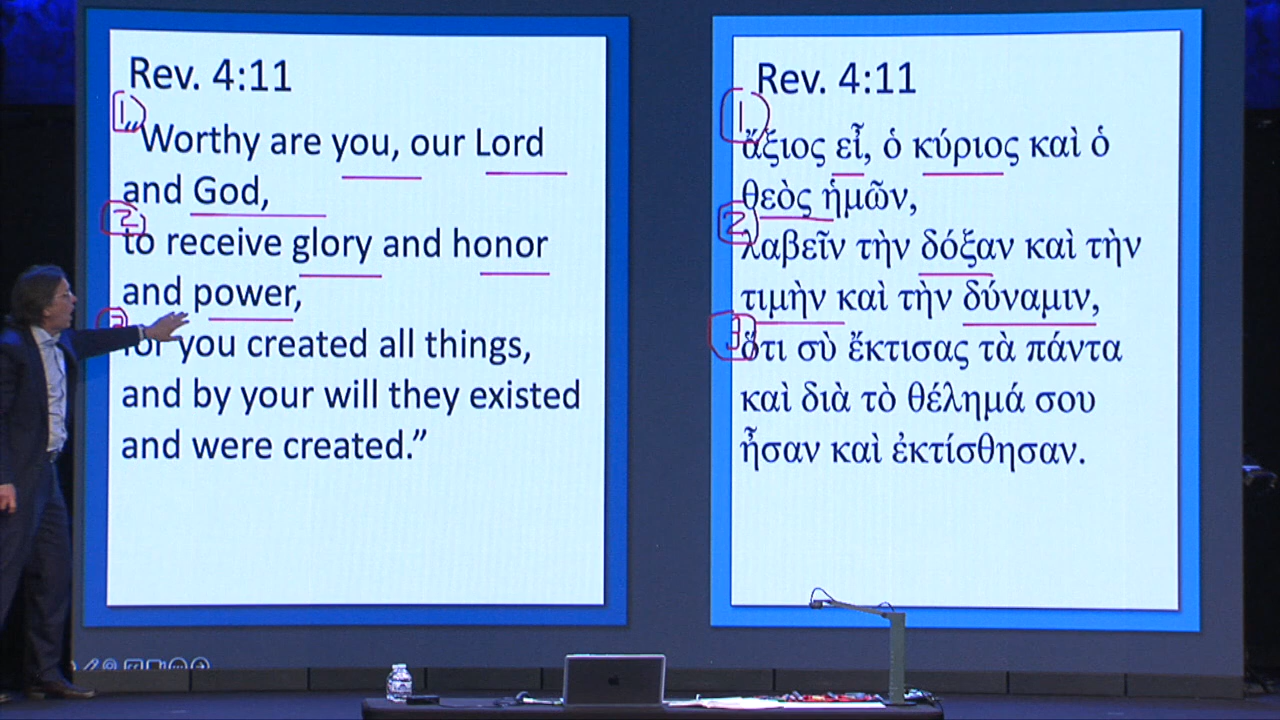 Rev. 4:11
1
"Worthy are you, our Lord
and God,
2
to receive glory and honor
and power,
3
for you created all things,
and by your will they existed
and were created.”
Rev. 4:11
1
ἄξιος εἶ, ὁ κύριος καὶ ὁ
θεὸς ἡμῶν,
2
λαβεῖν τὴν δόξαν καὶ τὴν
τιμὴν καὶ τὴν δύναμιν,
3
ὅτι σὺ ἔκτισας τὰ πάντα
καὶ διὰ τὸ θέλημά σου
ἦσαν καὶ ἐκτίσθησαν.